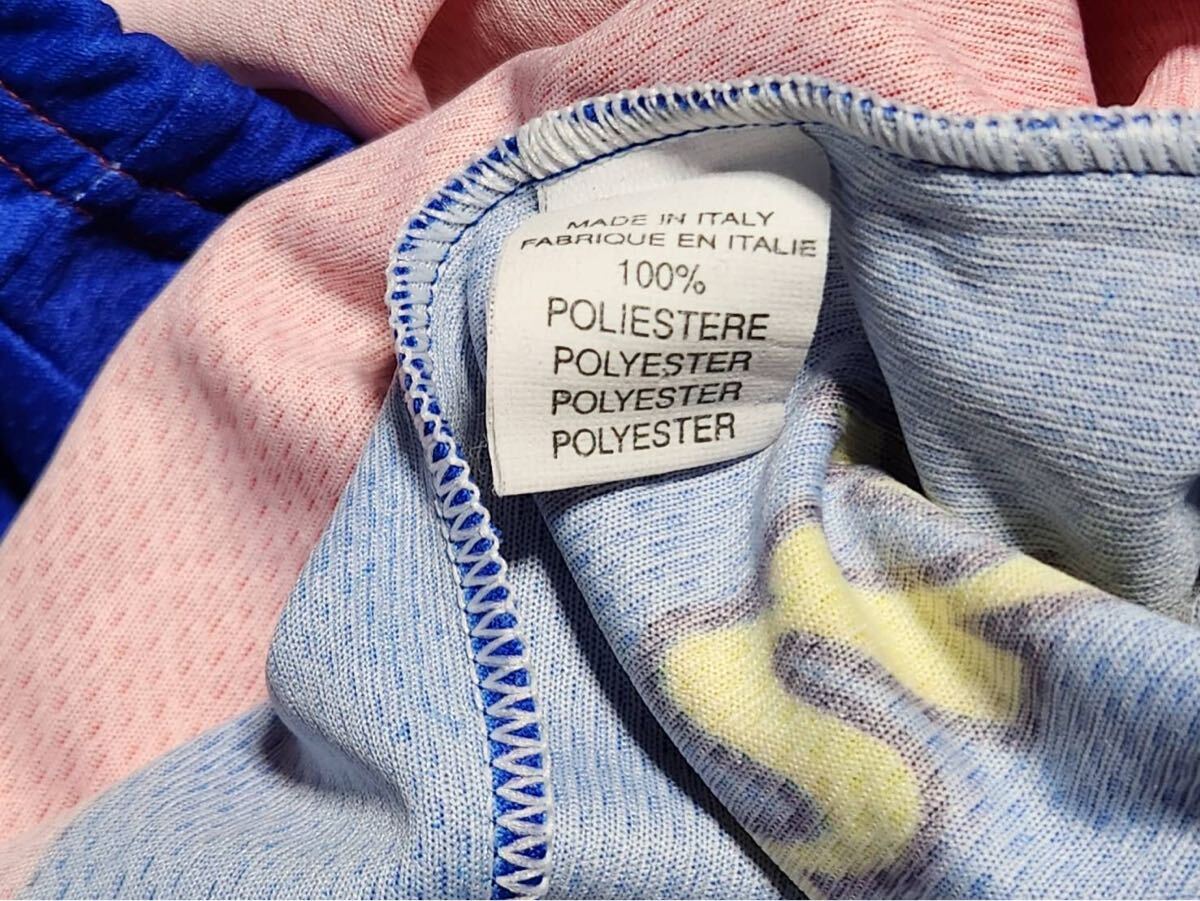 MADE IN ITALY
FABRIQUE EN ITALIE
100%
POLIESTERE
POLYESTER
POLYESTER
POLYESTER